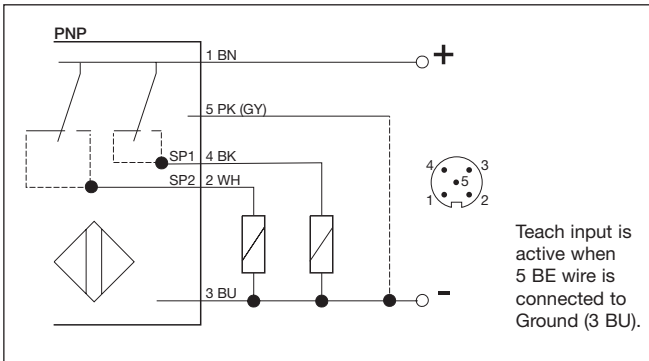 PNP
1 BN
+
5 PK (GY)
SP1 4 BK
SP2 2 WH
4 3
5
1 2
3 BU
-
Teach input is
active when
5 BE wire is
connected to
Ground (3 BU).